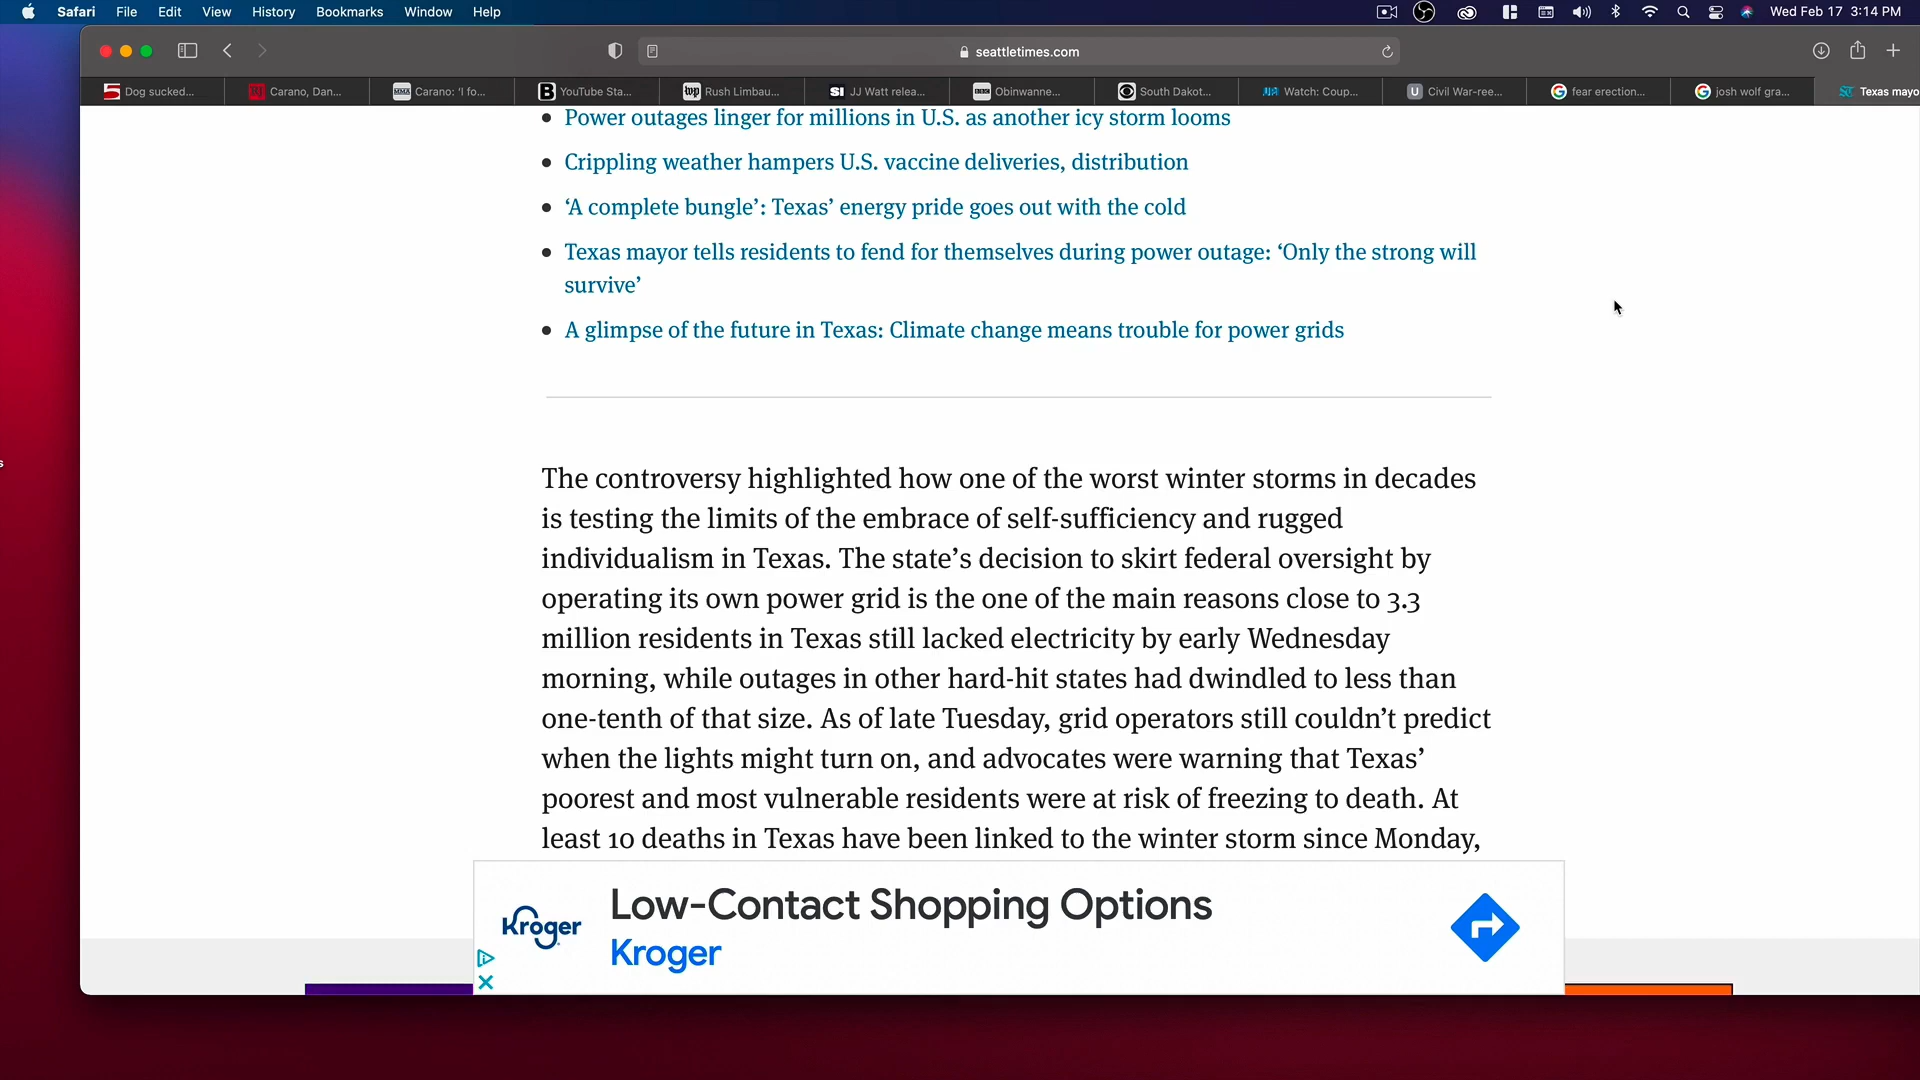 Safari File Edit View History Bookmarks Window Help Wed Feb 17 3:14 PM
seattletimes.com
Dog sucked... Carano, Dan... Carano: 'I fo... YouTube Sta... Rush Limbau... JJ Watt relea... Obinwanne... South Dakot... Watch: Coup... Civil War-ree... fear erection... josh wolf gra... Texas mayo
Power outages linger for millions in U.S. as another icy storm looms
Crippling weather hampers U.S. vaccine deliveries, distribution
‘A complete bungle’: Texas’ energy pride goes out with the cold
Texas mayor tells residents to fend for themselves during power outage: ‘Only the strong will
survive’
A glimpse of the future in Texas: Climate change means trouble for power grids
s
The controversy highlighted how one of the worst winter storms in decades
is testing the limits of the embrace of self-sufficiency and rugged
individualism in Texas. The state’s decision to skirt federal oversight by
operating its own power grid is the one of the main reasons close to 3.3
million residents in Texas still lacked electricity by early Wednesday
morning, while outages in other hard-hit states had dwindled to less than
one-tenth of that size. As of late Tuesday, grid operators still couldn’t predict
when the lights might turn on, and advocates were warning that Texas’
poorest and most vulnerable residents were at risk of freezing to death. At
least 10 deaths in Texas have been linked to the winter storm since Monday,
Low-Contact Shopping Options
Kroger
Kroger